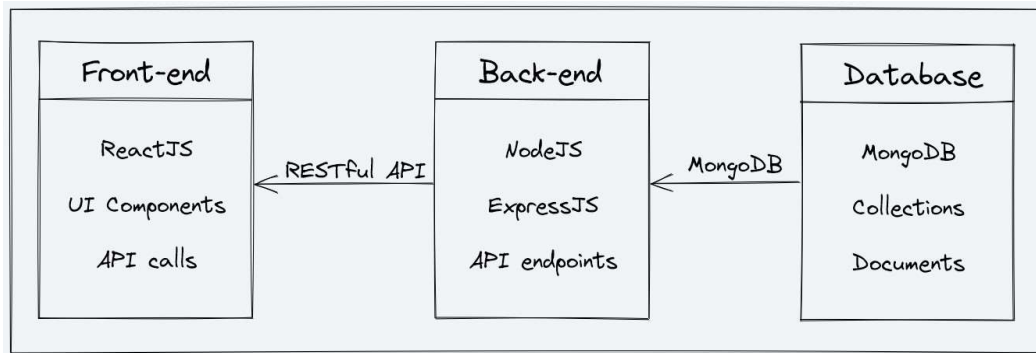 Front-end
ReactJS
UI Components
API calls
RESTful API
Back-end
NodeJS
ExpressJS
API endpoints
MongoDB
Database
MongoDB
Collections
Documents